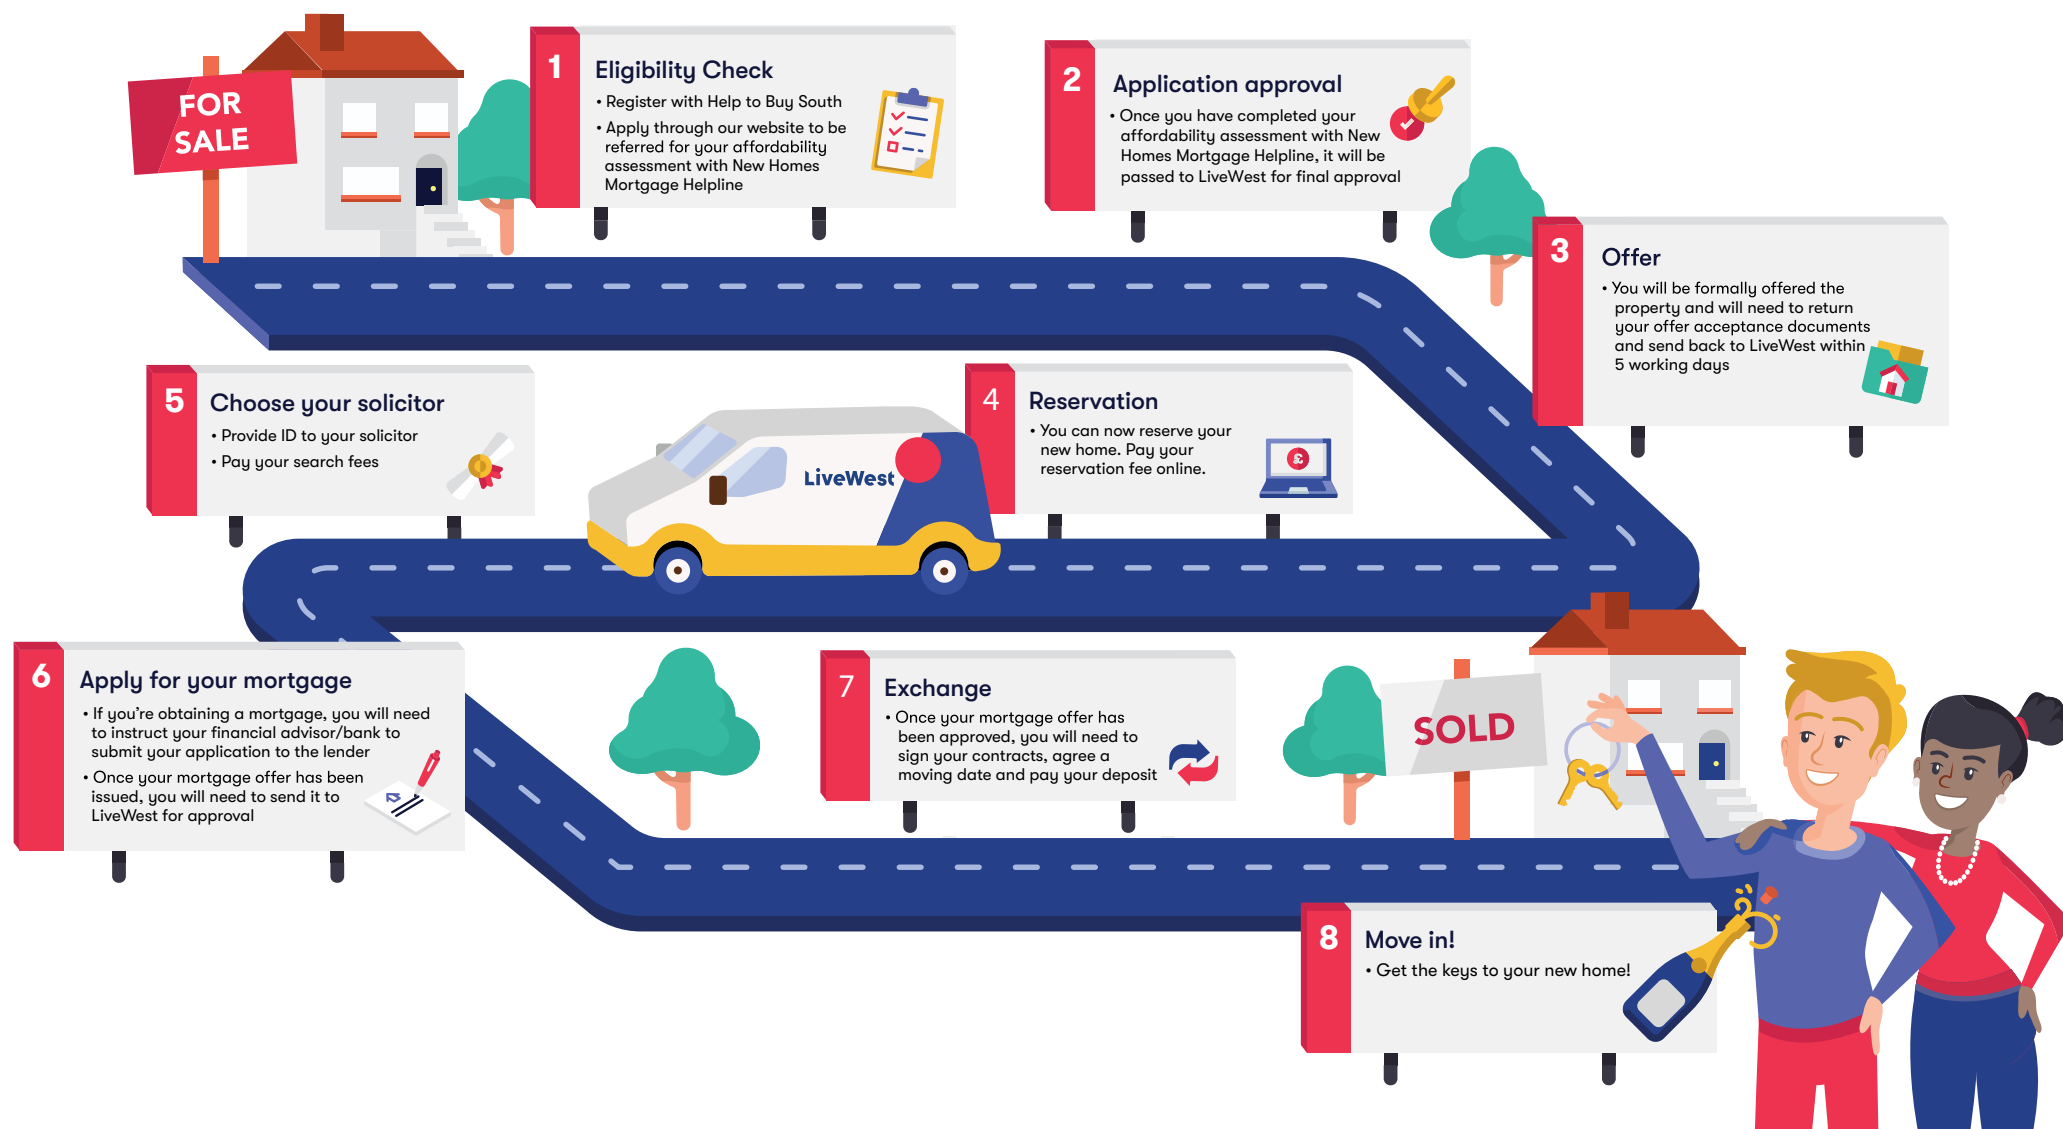 FOR
SALE
1
Eligibility Check
• Register with Help to Buy South
• Apply through our website to be
referred for your affordability
assessment with New Homes
Mortgage Helpline
2
Application approval
• Once you have completed your
affordability assessment with New
Homes Mortgage Helpline, it will be
passed to LiveWest for final approval
3
Offer
• You will be formally offered the
property and will need to return
your offer acceptance documents
and send back to LiveWest within
5 working days
4
Reservation
• You can now reserve your
new home. Pay your
reservation fee online.
£
LiveWest
5
Choose your solicitor
• Provide ID to your solicitor
• Pay your search fees
6
Apply for your mortgage
• If you’re obtaining a mortgage, you will need
to instruct your financial advisor/bank to
submit your application to the lender
• Once your mortgage offer has been
issued, you will need to send it to
LiveWest for approval
7
Exchange
• Once your mortgage offer has
been approved, you will need to
sign your contracts, agree a
moving date and pay your deposit
SOLD
8
Move in!
• Get the keys to your new home!